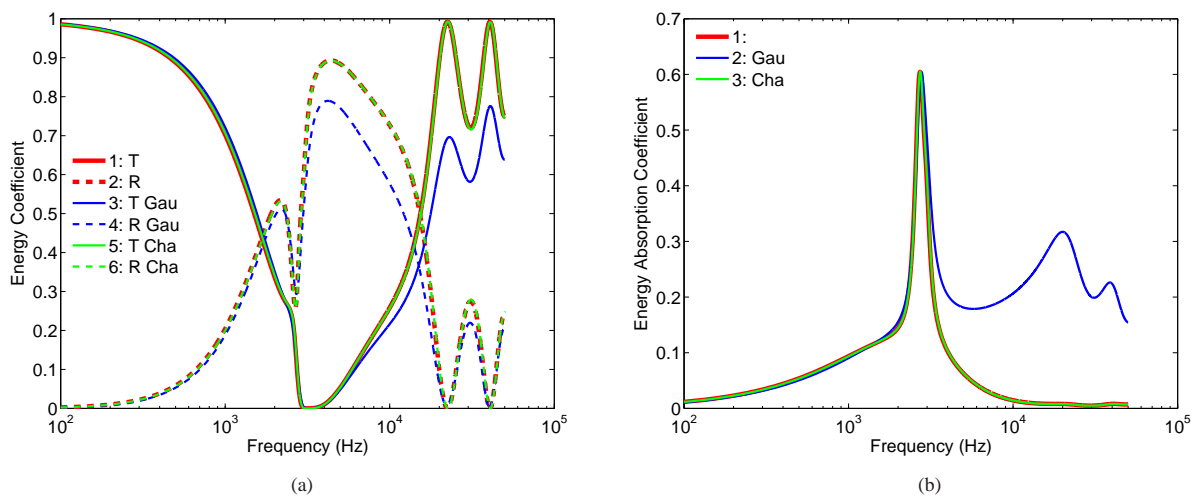 1
0.9
0.8
0.7
0.6
0.5
0.4
0.3
0.2
0.1
0
Energy Coefficient
1: T
2: R
3: T Gau
4: R Gau
5: T Cha
6: R Cha
10^2 10^3 10^4 10^5
Frequency (Hz)
(a)
0.7
0.6
0.5
0.4
0.3
0.2
0.1
0
Energy Absorption Coefficient
1:
2: Gau
3: Cha
10^2 10^3 10^4 10^5
Frequency (Hz)
(b)